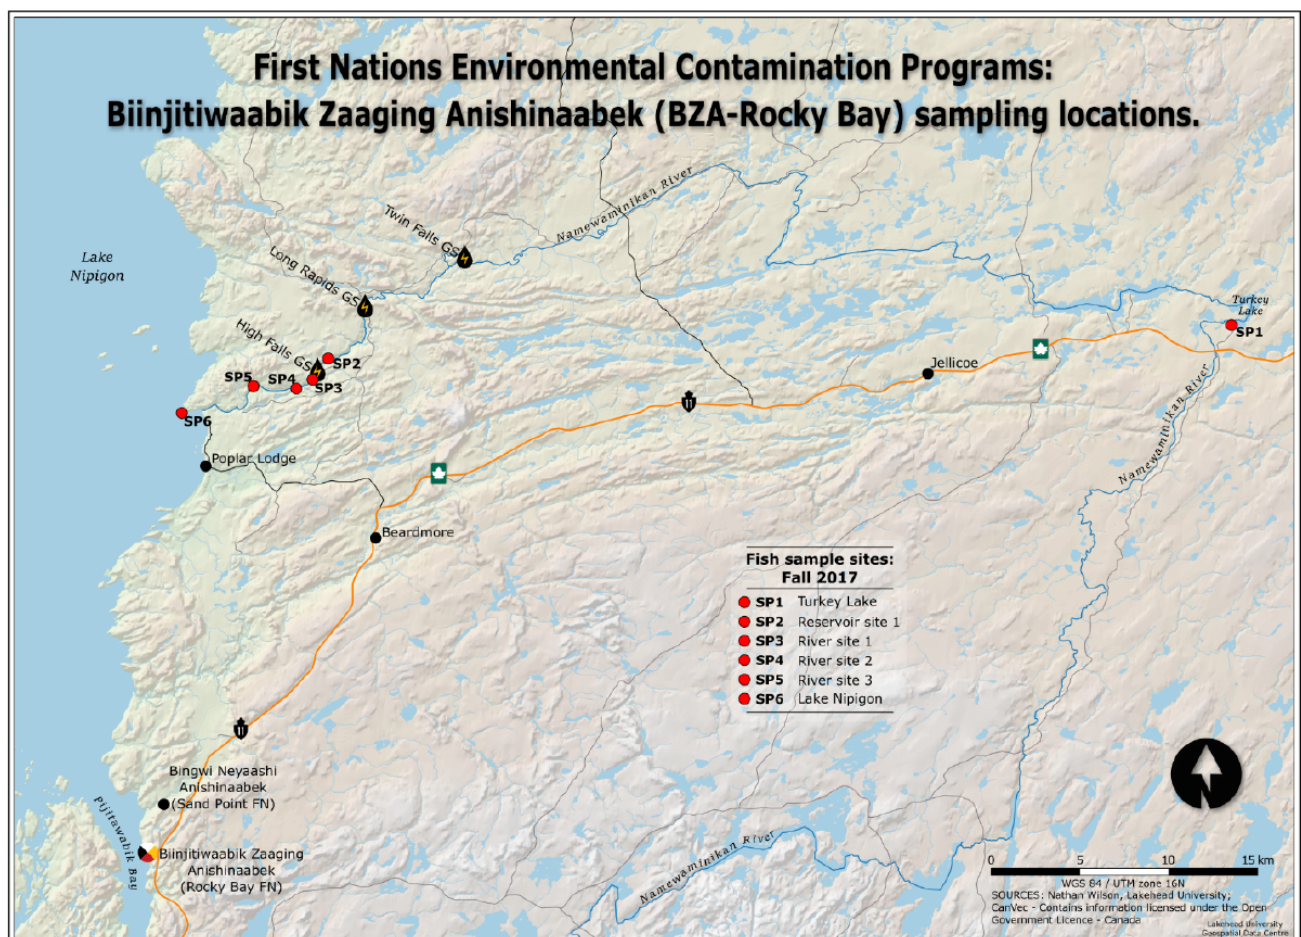 First Nations Environmental Contamination Programs:
Biinjitiwaabik Zaaging Anishinaabek (BZA-Rocky Bay) sampling locations.
Lake
Nipigon
Twin Falls GS
Namewaminikan River
Long Rapids GS
High Falls GS
SP2
SP3
SP4
SP5
SP6
Turkey
Lake
SP1
Jellicoe
11
Namewaminikan River
Poplar Lodge
Beardmore
Fish sample sites:
Fall 2017
SP1 Turkey Lake
SP2 Reservoir site 1
SP3 River site 1
SP4 River site 2
SP5 River site 3
SP6 Lake Nipigon
11
Bingwi Neyaashi
Anishinaabek
(Sand Point FN)
Pijitawabik Bay
Biinjitiwaabik Zaaging
Anishinaabek
(Rocky Bay FN)
Namewaminikan River
N
0 5 10 15 km
WGS 84 / UTM zone 16N
SOURCES: Nathan Wilson, Lakehead University;
CanVec - Contains information licensed under the Open
Government Licence - Canada
Lakehead University
Geospatial Data Centre